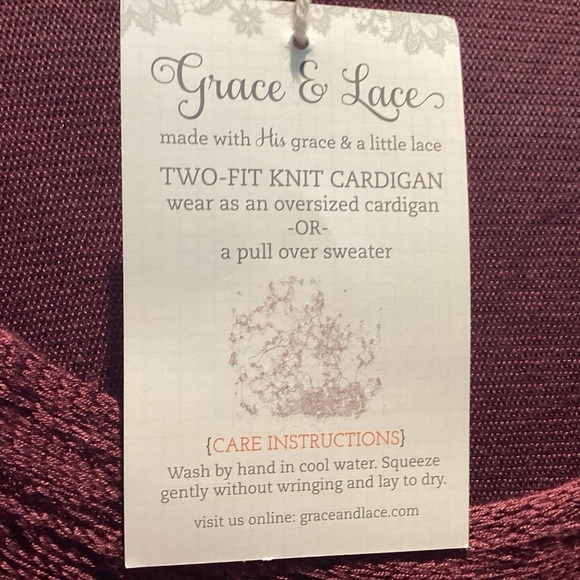 Grace & Lace
made with His grace & a little lace
TWO-FIT KNIT CARDIGAN
wear as an oversized cardigan
-OR-
a pull over sweater
{CARE INSTRUCTIONS}
Wash by hand in cool water. Squeeze
gently without wringing and lay to dry.
visit us online: graceandlace.com